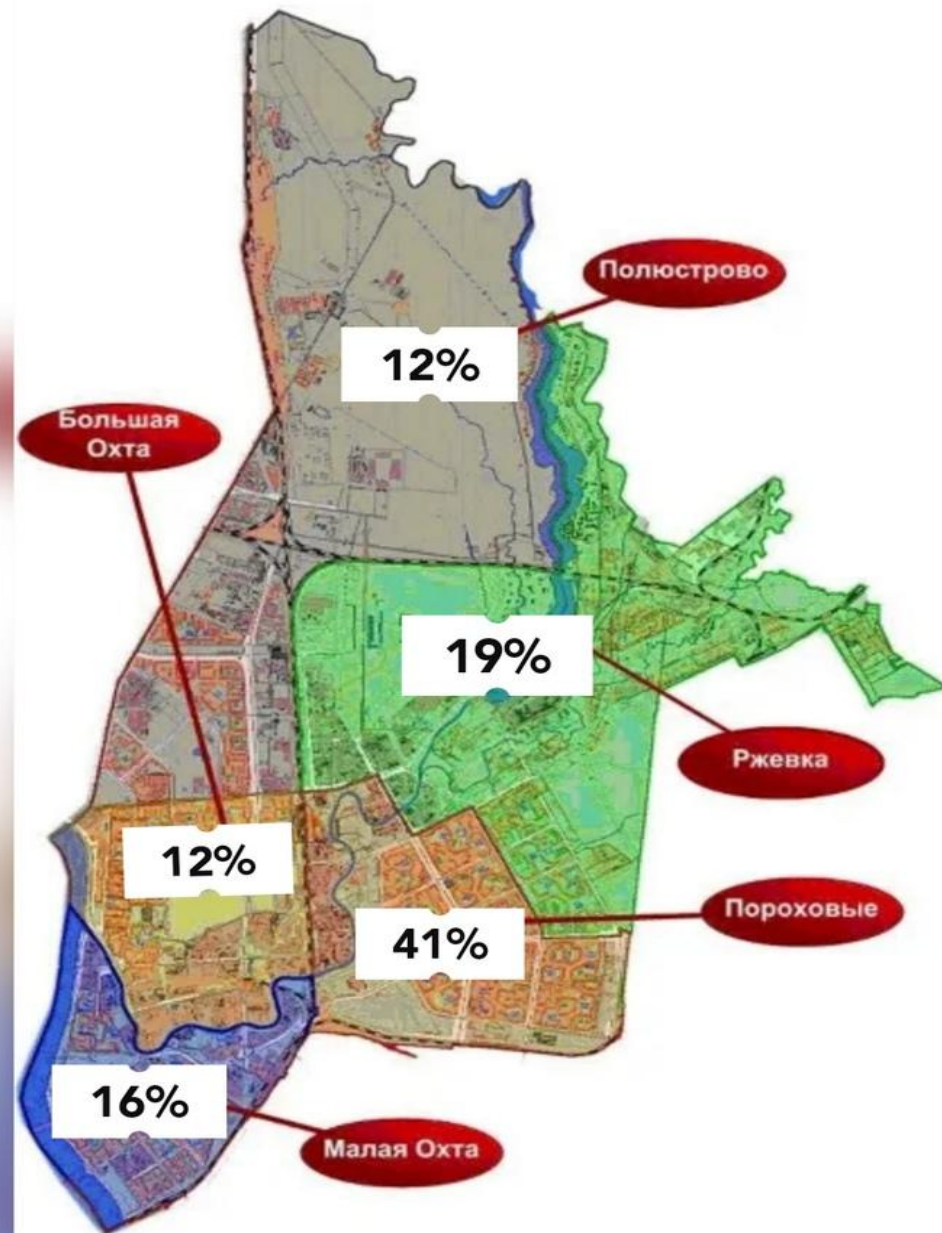 Полюстрово
12%
Большая
Охта
19%
Ржевка
12%
Пороховые
41%
16%
Малая Охта